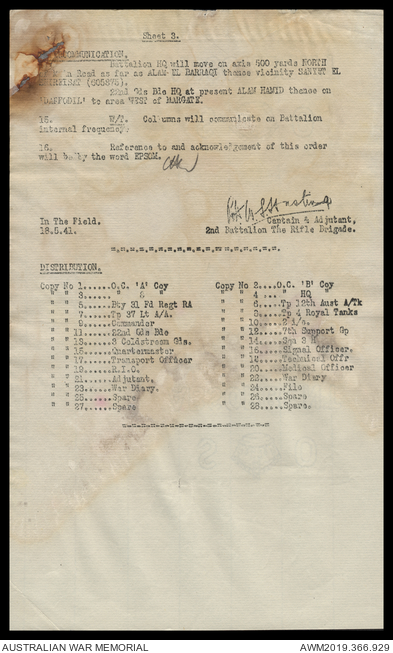 Sheet 2.
COMMUNICATION.
Battalion HQ will move on axis 500 yards NORTH
Main Road as far as ALAM-EL BARRAQI thence vicinity SANYET EL
(505375).
22nd Gds Bde HQ at present ALAM HAMID thence on
'DAFFODIL' to area WEST of MARGATE.
15. W/T. Columns will communicate on Battalion
internal frequency.
16. Reference to and acknowledgement of this order
will be by the word EPSOM.
In The Field.
18.5.41.
Captain & Adjutant,
2nd Battalion The Rifle Brigade.
DISTRIBUTION.
Copy No 1.....O.C. 'A' Coy Copy No 2.....O.C. 'B' Coy
" " 3..... " " " 4..... " HQ "
" " 5.....Bty 31 Fd Regt RA " " 6.....Tp 12th Aust A/Tk
" " 7.....Tp 37 Lt A/A. " " 8.....Tp 4 Royal Tanks
" " 9.....Commander " " 10.....2 i/c.
" " 11.....22nd Gds Bde " " 12.....7th Support Gp
" " 13.....3 Coldstream Gds. " " 14.....Sqn
" " 15.....Quartermaster " " 16.....Signal Officer.
" " 17.....Transport Officer " " 18.....Technical Offr
" " 19.....R.I.O. " " 20.....Medical Officer
" " 21.....Adjutant. " " 22.....War Diary
" " 23.....War Diary. " " 24.....File
" " 25.....Spare " " 26.....Spare
" " 27.....Spare " " 28.....Spare.
AUSTRALIAN WAR MEMORIAL AWM2019.366.929